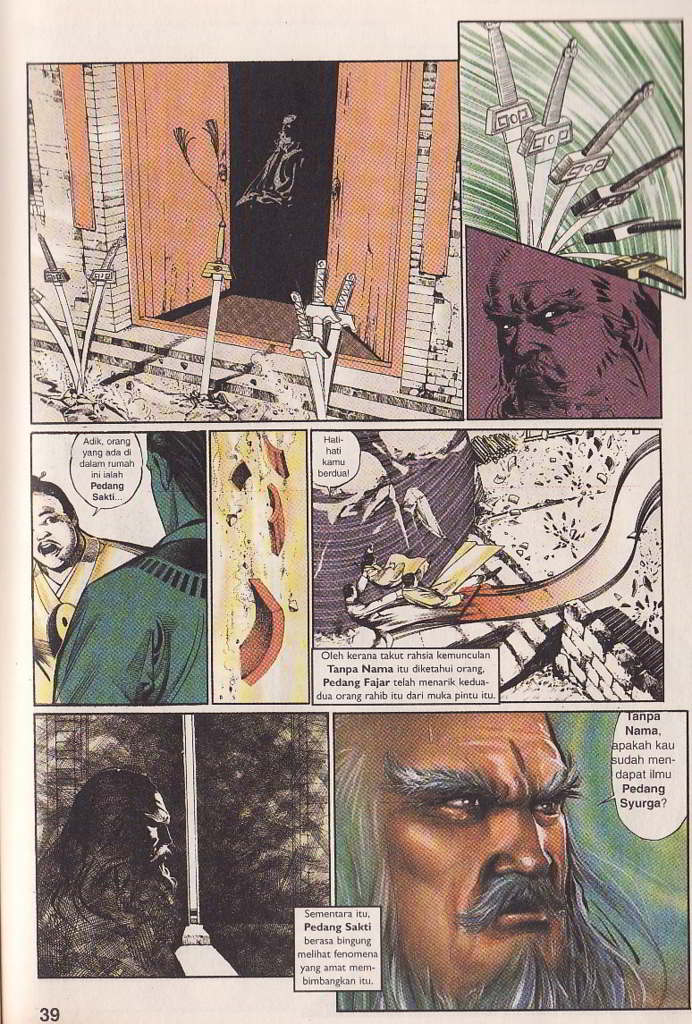 Adik, orang
yang ada di
dalam rumah
ini ialah
Pedang
Sakti...
Hati-
hati
kamu
berdua!
Oleh kerana takut rahsia kemunculan
Tanpa Nama itu diketahui orang,
Pedang Fajar telah menarik kedua-
dua orang rahib itu dari muka pintu itu.
Sementara itu,
Pedang Sakti
berasa bingung
melihat fenomena
yang amat mem-
bimbangkan itu.
Tanpa
Nama,
apakah kau
sudah men-
dapat ilmu
Pedang
Syurga?
39